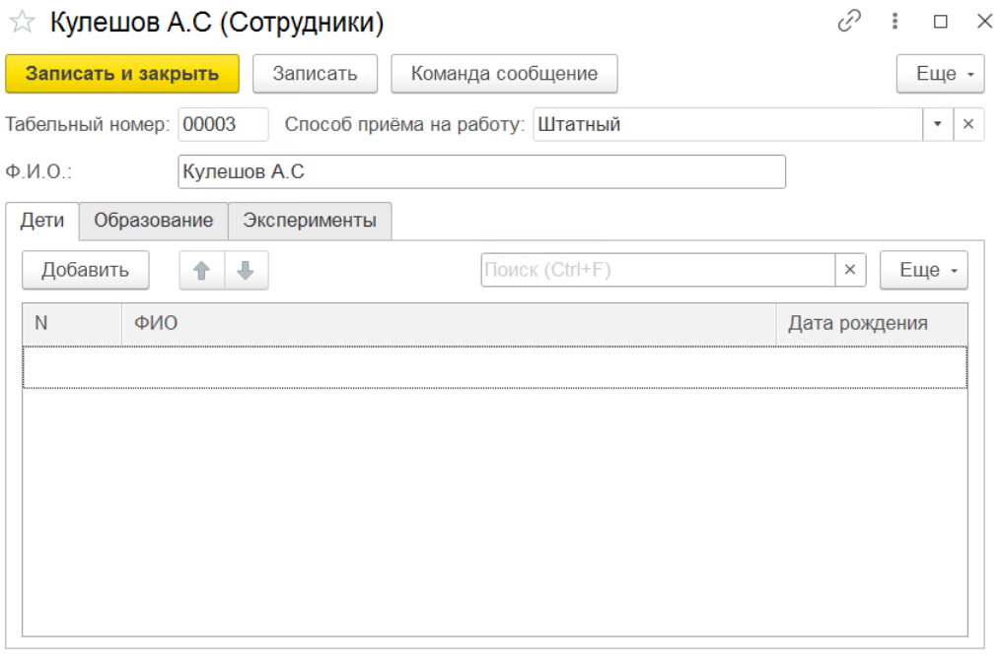 Кулешов А.С (Сотрудники)
Записать и закрыть Записать Команда сообщение Еще
Табельный номер: 00003 Способ приёма на работу: Штатный
Ф.И.О.: Кулешов А.С
Дети Образование Эксперименты
Добавить Поиск (Ctrl+F) Еще
N ФИО Дата рождения